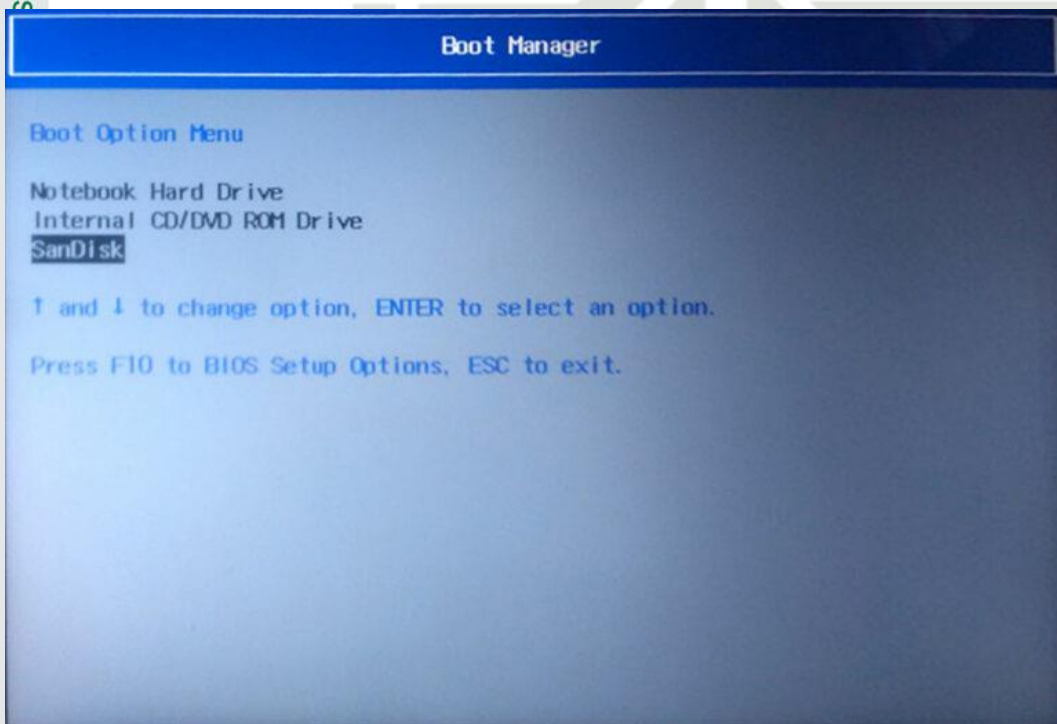 Boot Manager
Boot Option Menu
Notebook Hard Drive
Internal CD/DVD ROM Drive
SanDisk
↑ and ↓ to change option, ENTER to select an option.
Press F10 to BIOS Setup Options, ESC to exit.